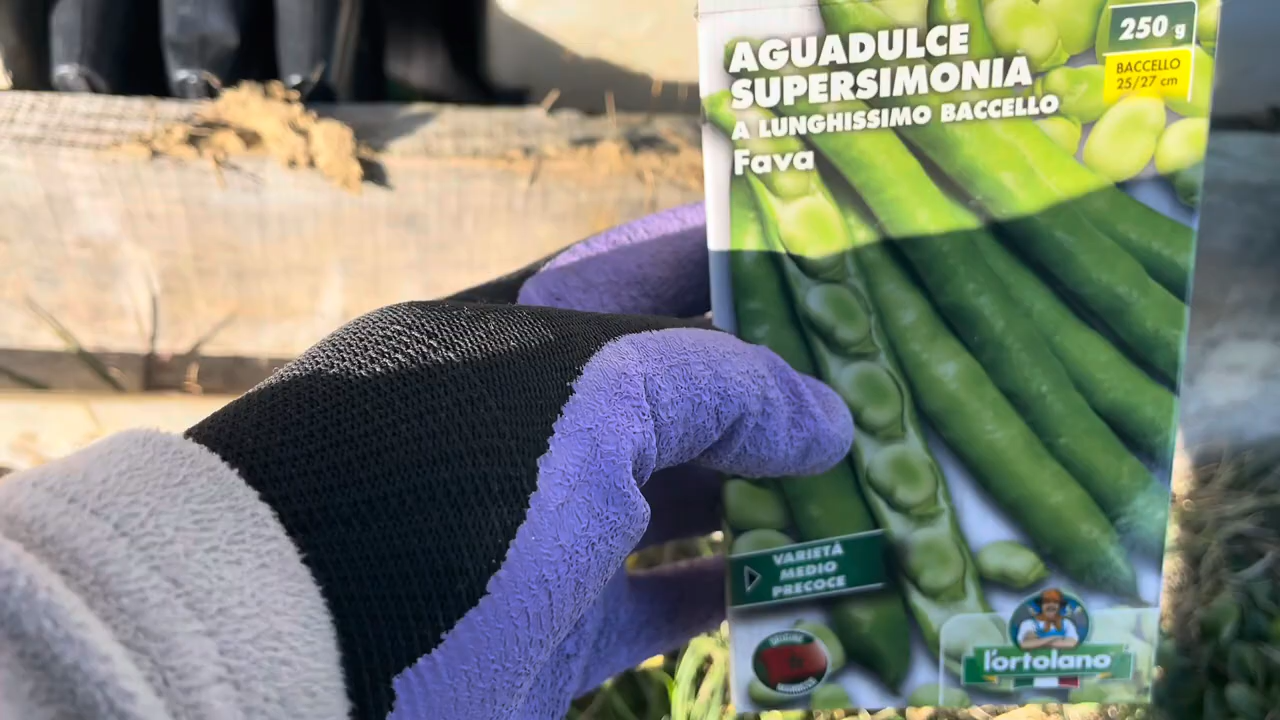 AGUADULCE
SUPERSIMONIA
A LUNGHISSIMO BACCELLO
Fava
250 g
BACCELLO
25/27 cm
VARIETÀ
MEDIO
PRECOCE
l'ortolano